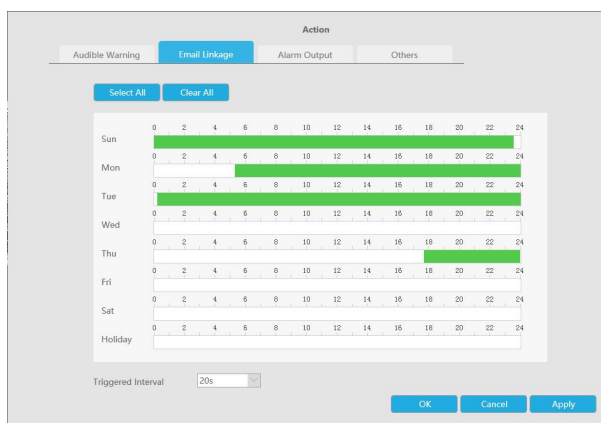 Action
Audible Warning Email Linkage Alarm Output Others
Select All Clear All
0 2 4 6 8 10 12 14 16 18 20 22 24
Sun
0 2 4 6 8 10 12 14 16 18 20 22 24
Mon
0 2 4 6 8 10 12 14 16 18 20 22 24
Tue
0 2 4 6 8 10 12 14 16 18 20 22 24
Wed
0 2 4 6 8 10 12 14 16 18 20 22 24
Thu
0 2 4 6 8 10 12 14 16 18 20 22 24
Fri
0 2 4 6 8 10 12 14 16 18 20 22 24
Sat
0 2 4 6 8 10 12 14 16 18 20 22 24
Holiday
Triggered Interval 20s
OK Cancel Apply